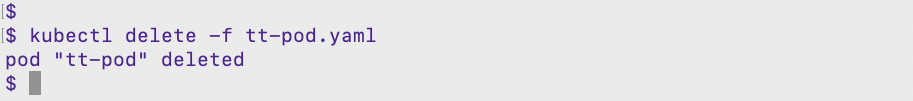 [$
[$ kubectl delete -f tt-pod.yaml
pod "tt-pod" deleted
$